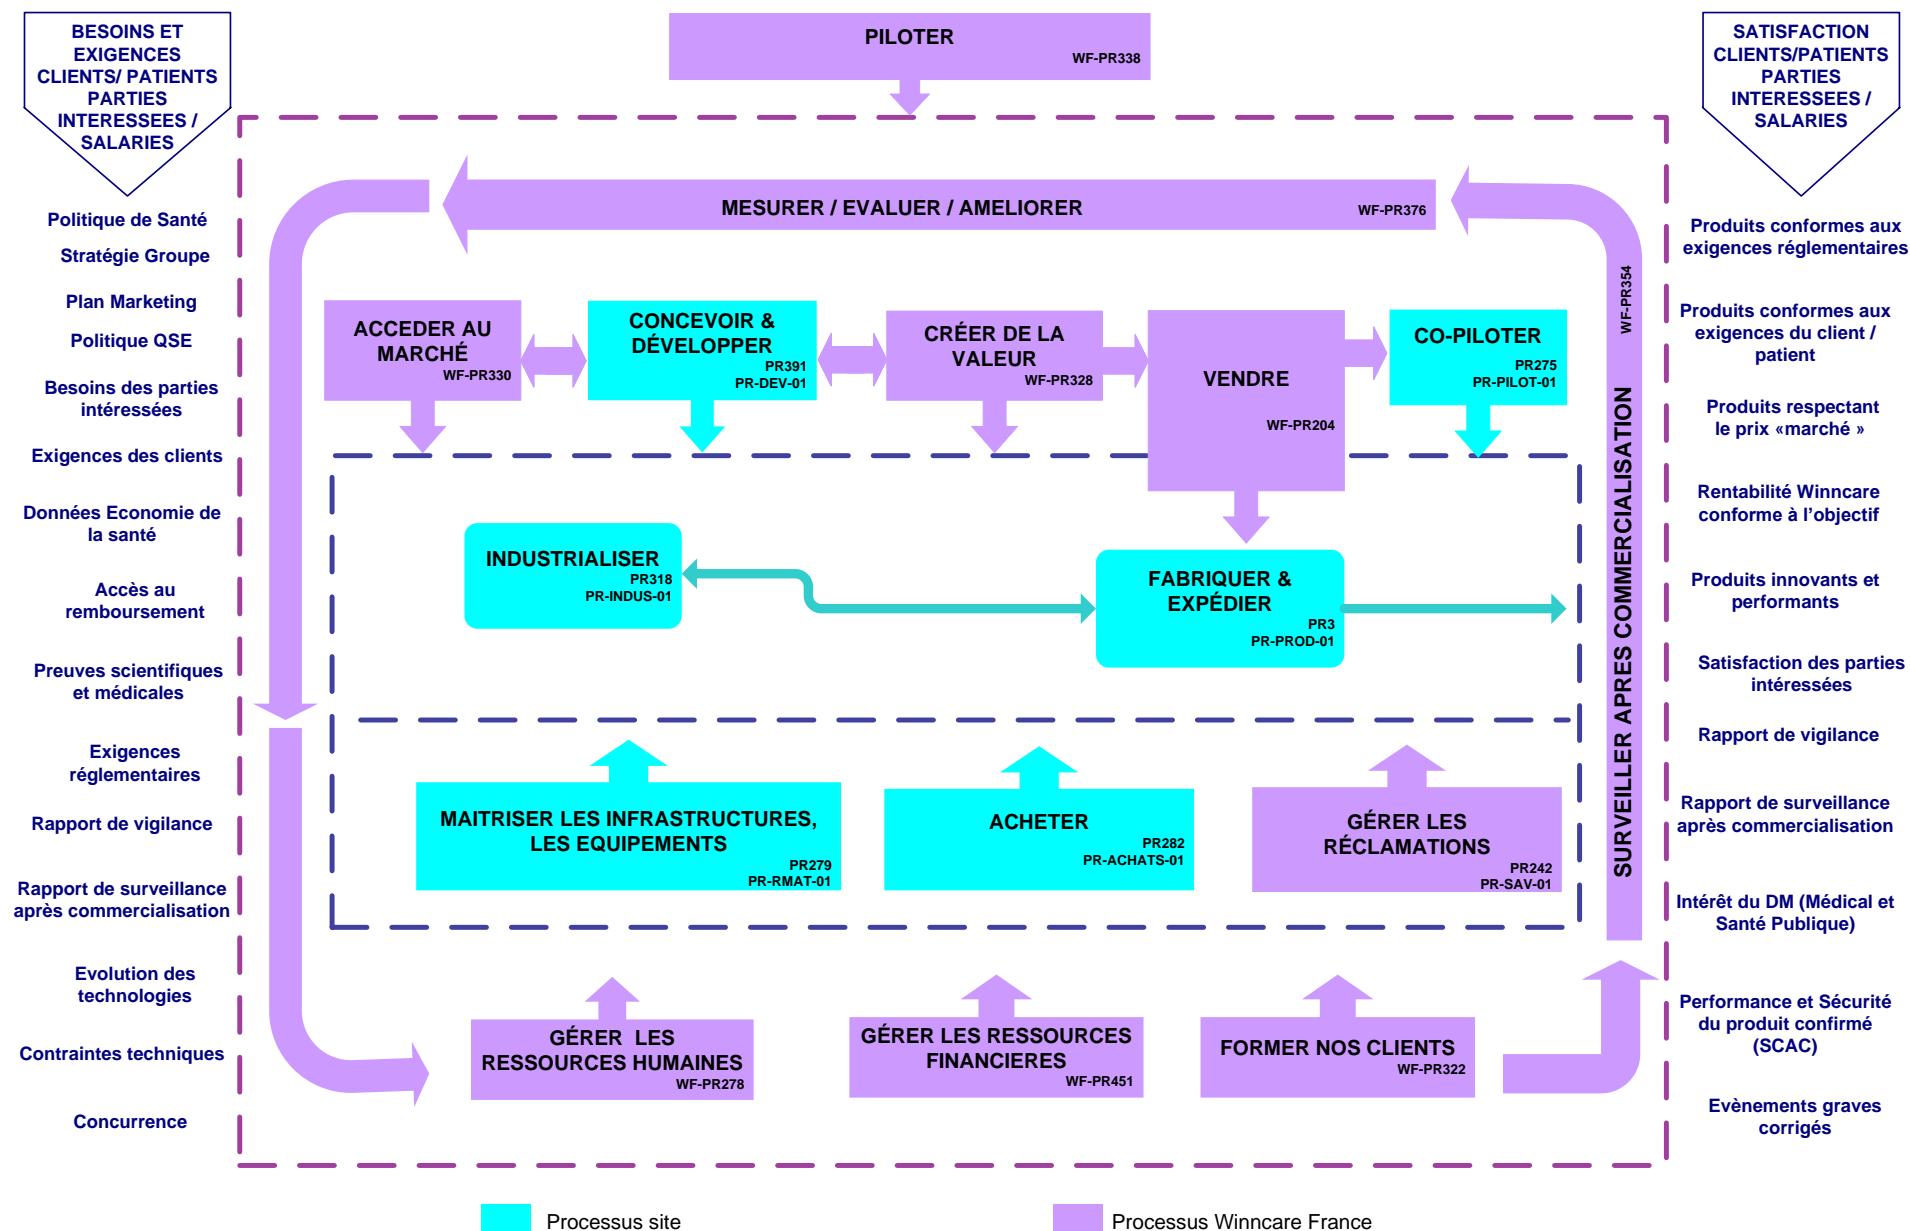 BESOINS ET
EXIGENCES
CLIENTS/ PATIENTS
PARTIES
INTERESSEES /
SALARIES
Politique de Santé
Stratégie Groupe
Plan Marketing
Politique QSE
Besoins des parties
intéressées
Exigences des clients
Données Economie de
la santé
Accès au
remboursement
Preuves scientifiques
et médicales
Exigences
réglementaires
Rapport de vigilance
Rapport de surveillance
après commercialisation
Evolution des
technologies
Contraintes techniques
Concurrence
PILOTER
WF-PR338
MESURER / EVALUER / AMELIORER
WF-PR376
ACCEDER AU
MARCHÉ
WF-PR330
CONCEVOIR &
DÉVELOPPER
PR391
PR-DEV-01
CRÉER DE LA
VALEUR
WF-PR328
VENDRE
WF-PR204
CO-PILOTER
PR275
PR-PILOT-01
INDUSTRIALISER
PR318
PR-INDUS-01
FABRIQUER &
EXPÉDIER
PR3
PR-PROD-01
MAITRISER LES INFRASTRUCTURES,
LES EQUIPEMENTS
PR279
PR-RMAT-01
ACHETER
PR282
PR-ACHATS-01
GÉRER LES
RÉCLAMATIONS
PR242
PR-SAV-01
GÉRER  LES
RESSOURCES HUMAINES
WF-PR278
GÉRER LES RESSOURCES
FINANCIERES
WF-PR451
FORMER NOS CLIENTS
WF-PR322
SURVEILLER APRES COMMERCIALISATION
WF-PR354
SATISFACTION
CLIENTS/PATIENTS
PARTIES
INTERESSEES /
SALARIES
Produits conformes aux
exigences réglementaires
Produits conformes aux
exigences du client /
patient
Produits respectant
le prix «marché »
Rentabilité Winncare
conforme à l’objectif
Produits innovants et
performants
Satisfaction des parties
intéressées
Rapport de vigilance
Rapport de surveillance
après commercialisation
Intérêt du DM (Médical et
Santé Publique)
Performance et Sécurité
du produit confirmé
(SCAC)
Evènements graves
corrigés
Processus site
Processus Winncare France